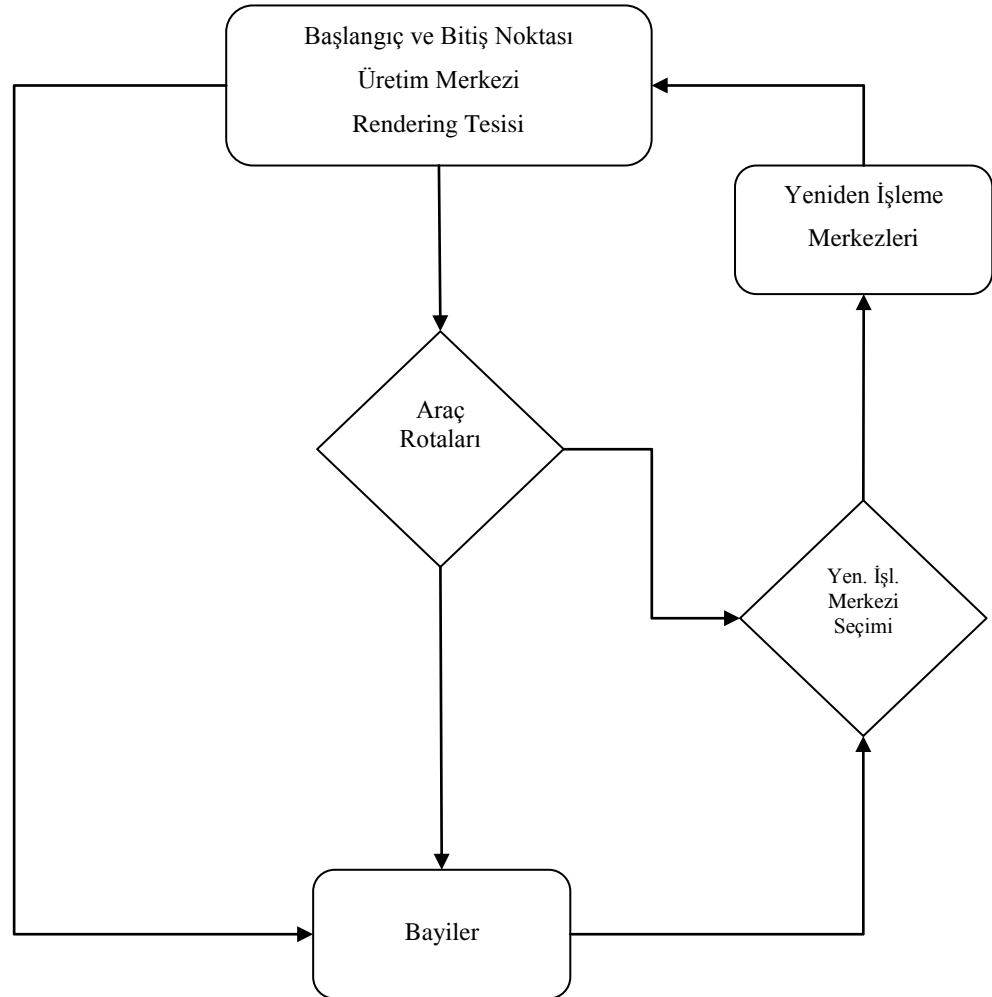 Başlangıç ve Bitiş Noktası
Üretim Merkezi
Rendering Tesisi
Yeniden İşleme
Merkezleri
Araç
Rotaları
Yen. İşl.
Merkezi
Seçimi
Bayiler